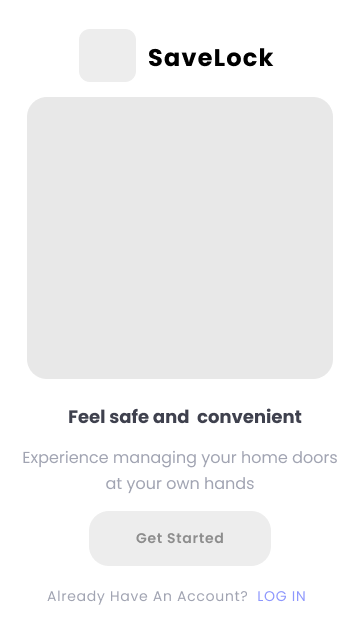 SaveLock
Feel safe and  convenient
Experience managing your home doors
at your own hands
Get Started
Already Have An Account?  LOG IN